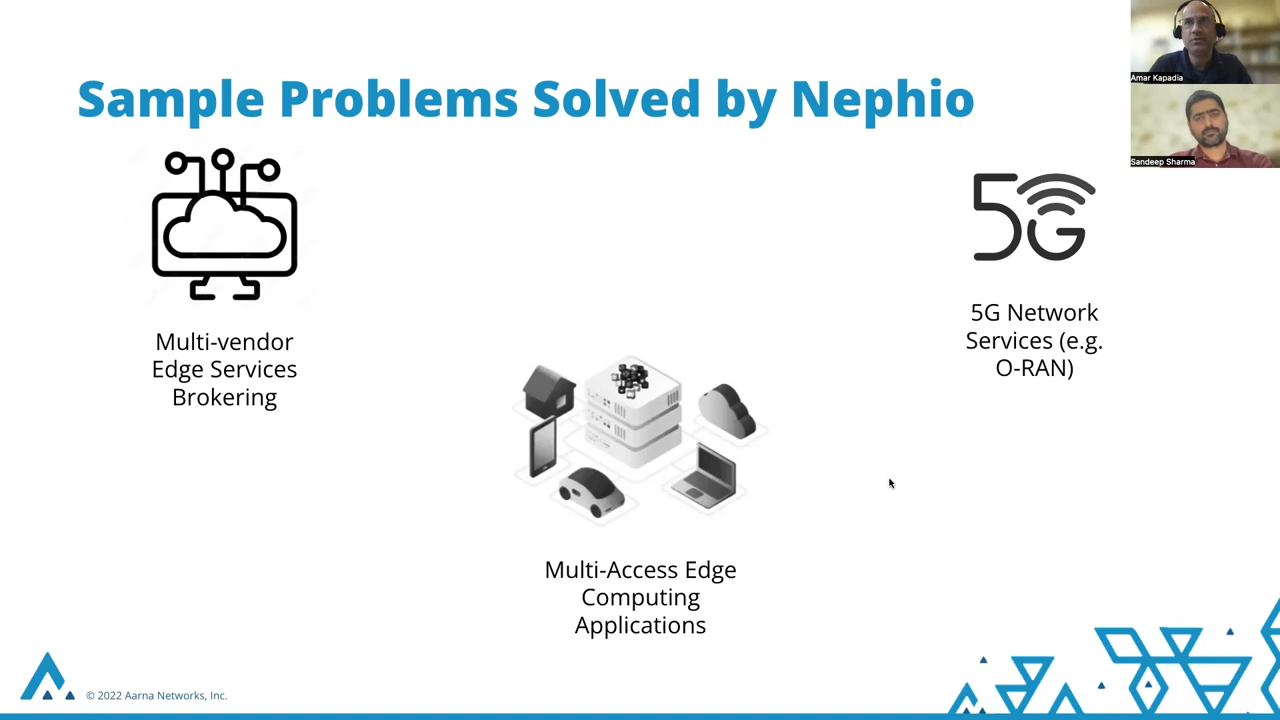 Sample Problems Solved by Nephio
Amar Kapadia
Sandeep Sharma
Multi-vendor
Edge Services
Brokering
5G
5G Network
Services (e.g.
O-RAN)
Multi-Access Edge
Computing
Applications
© 2022 Aarna Networks, Inc.